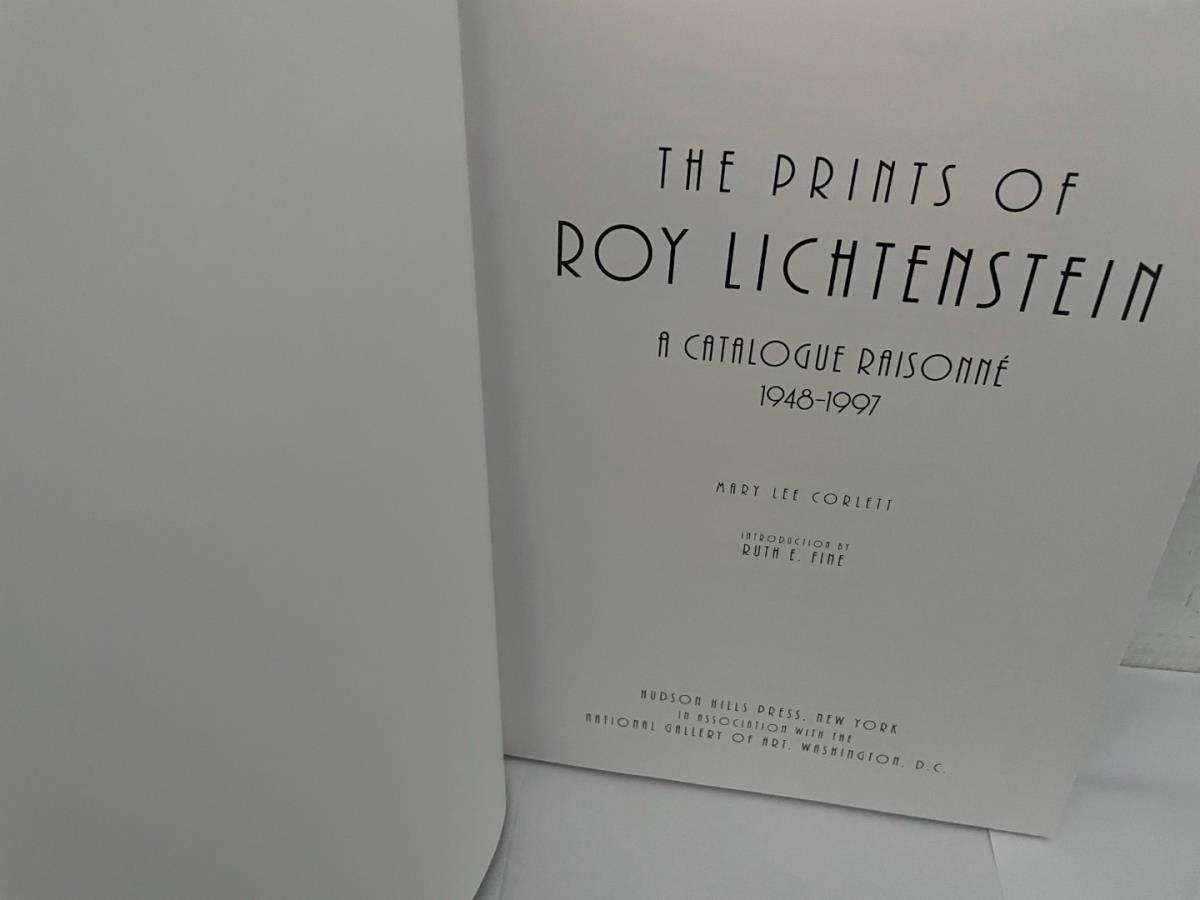 THE PRINTS OF
ROY LICHTENSTEIN
A CATALOGUE RAISONNÉ
1948–1997
MARY LEE CORLETT
INTRODUCTION BY
RUTH E. FINE
HUDSON HILLS PRESS, NEW YORK
IN ASSOCIATION WITH THE
NATIONAL GALLERY OF ART, WASHINGTON, D.C.